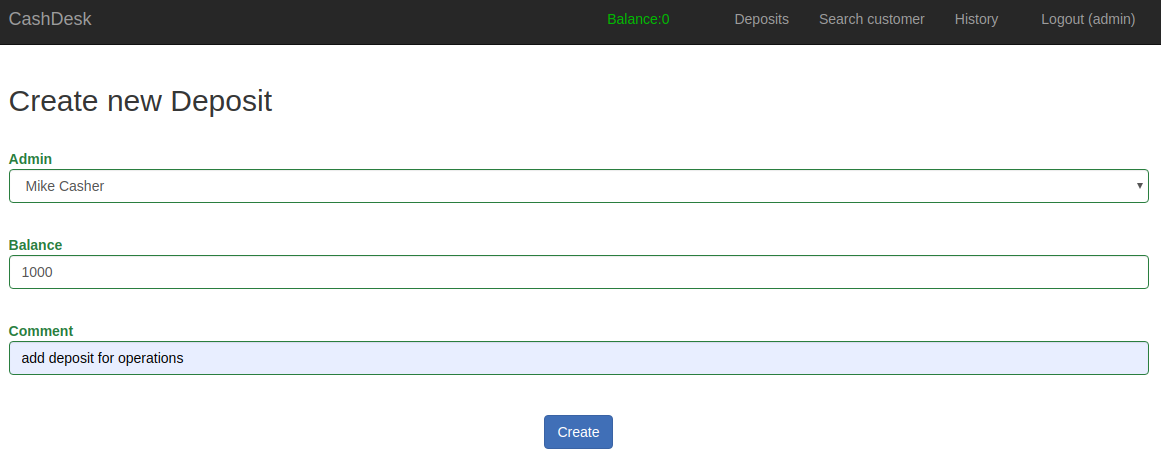 CashDesk Balance:0 Deposits Search customer History Logout (admin)
Create new Deposit
Admin
Mike Casher
Balance
1000
Comment
add deposit for operations
Create